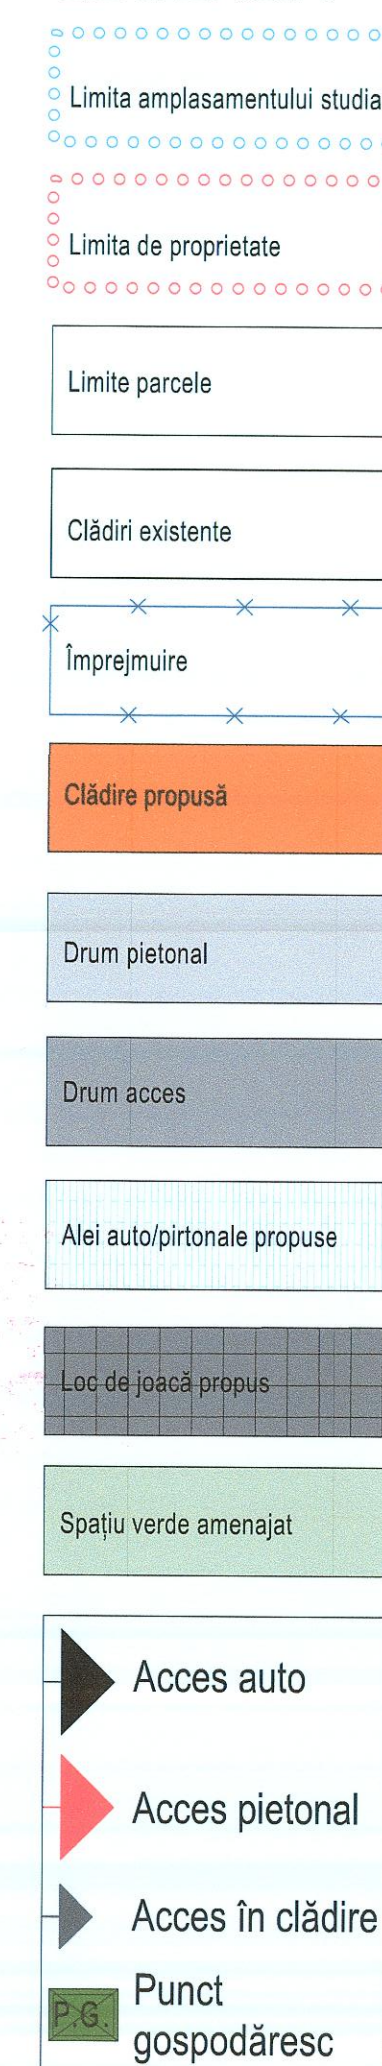 Limita amplasamentului studia
Limita de proprietate
Limite parcele
Clădiri existente
Împrejmuire
Clădire propusă
Drum pietonal
Drum acces
Alei auto/pirtonale propuse
Loc de joacă propus
Spațiu verde amenajat
Acces auto
Acces pietonal
Acces în clădire
P.G.
Punct
gospodăresc